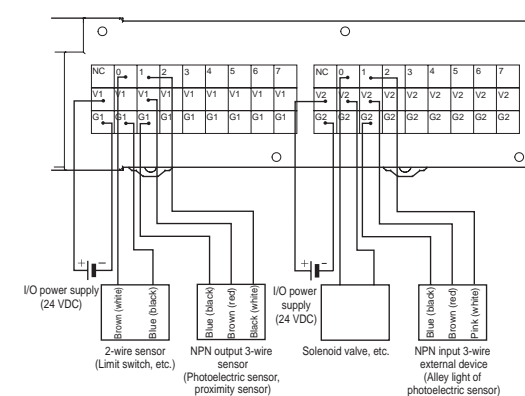 NC 0 1 2 3 4 5 6 7
V1 V1 V1 V1 V1 V1 V1 V1 V1
G1 G1 G1 G1 G1 G1 G1 G1 G1
NC 0 1 2 3 4 5 6 7
V2 V2 V2 V2 V2 V2 V2 V2 V2
G2 G2 G2 G2 G2 G2 G2 G2 G2
+ −
I/O power supply
(24 VDC)
Brown (white)
Blue (black)
2-wire sensor
(Limit switch, etc.)
Blue (black)
Brown (red)
Black (white)
NPN output 3-wire
sensor
(Photoelectric sensor,
proximity sensor)
+ −
I/O power
supply
(24 VDC)
Solenoid valve, etc.
Blue (black)
Brown (red)
Pink (white)
NPN input 3-wire
external device
(Alley light of
photoelectric sensor)